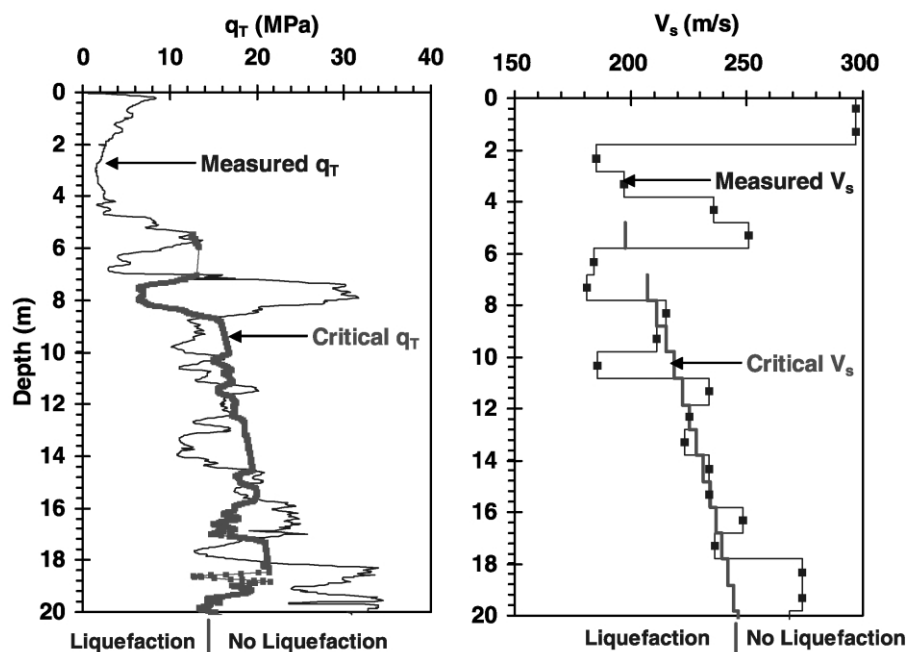 q_T (MPa)
0 10 20 30 40
0
2
4
6
8
10
12
14
16
18
20
Depth (m)
Measured q_T
Critical q_T
Liquefaction | No Liquefaction
V_s (m/s)
150 200 250 300
0
2
4
6
8
10
12
14
16
18
20
Measured V_s
Critical V_s
Liquefaction | No Liquefaction